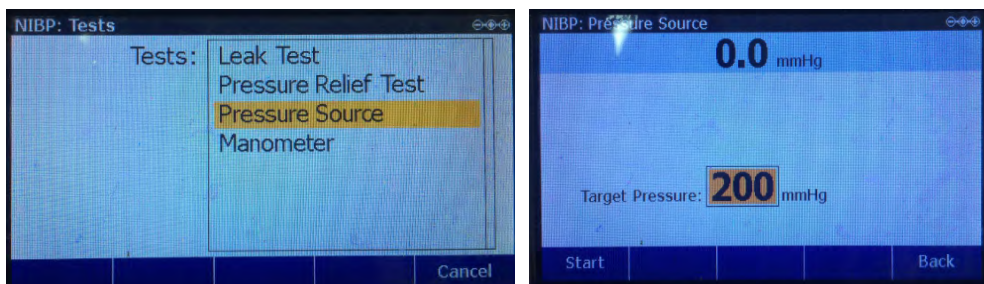 NIBP: Tests
Tests:
Leak Test
Pressure Relief Test
Pressure Source
Manometer
Cancel
NIBP: Pressure Source
0.0 mmHg
Target Pressure: 200 mmHg
Start
Back